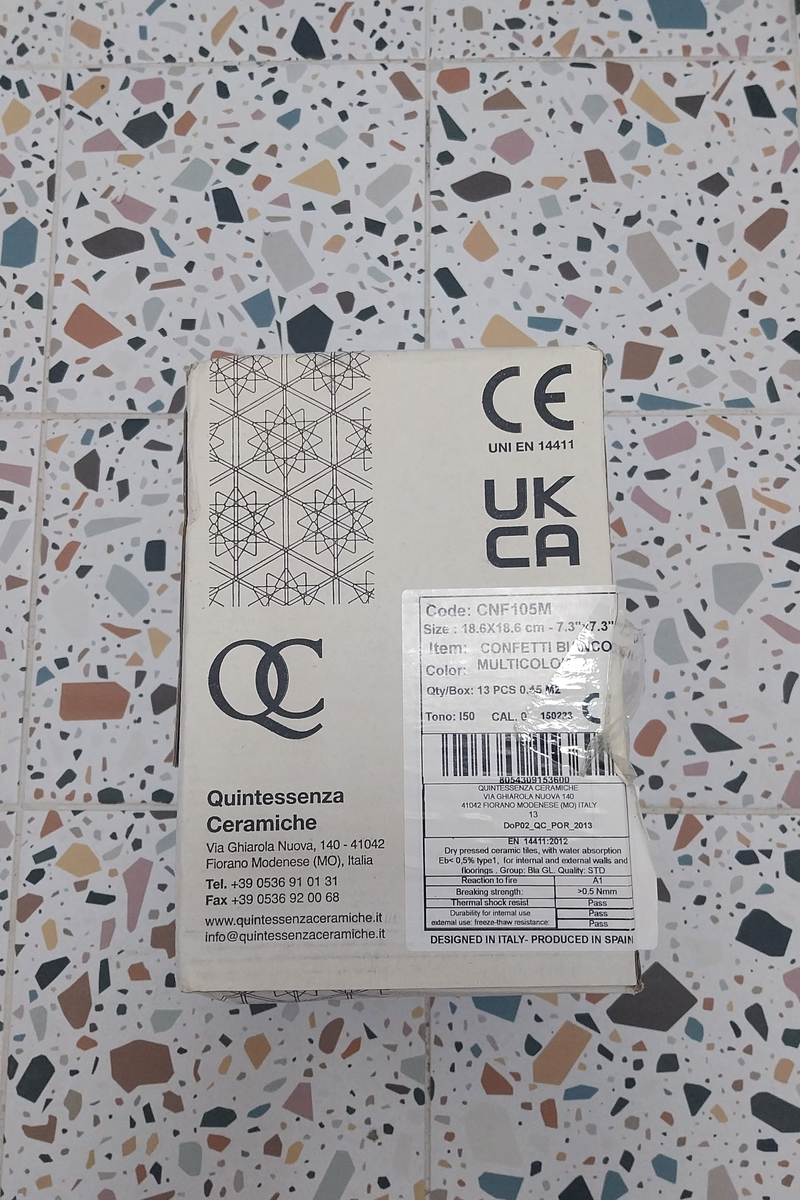 CE
UNI EN 14411
UK
CA
QC
Quintessenza
Ceramiche
Via Ghiarola Nuova, 140 - 41042
Fiorano Modenese (MO), Italia
Tel. +39 0536 91 01 31
Fax +39 0536 92 00 68
www.quintessenzaceramiche.it
info@quintessenzaceramiche.it
Code: CNF105M
Size : 18.6X18.6 cm - 7.3"x7.3"
Item: CONFETTI
Color:
Qty/Box: 13 PCS 0,45 M2
Tono: I50 CAL. 0 150223
8054309153600
QUINTESSENZA CERAMICHE
VIA GHIAROLA NUOVA 140
41042 FIORANO MODENESE (MO) ITALY
13
DoP02_QC_POR_2013
EN 14411:2012
Dry pressed ceramic tiles, with water absorption
Eb< 0,5% type1, for internal and external walls and
floorings . Group: BIa GL. Quality: STD
Reaction to fire A1
Breaking strength: >0.5 Nmm
Thermal shock resist Pass
Durability for internal use Pass
external use: freeze-thaw resistance: Pass
DESIGNED IN ITALY- PRODUCED IN SPAIN